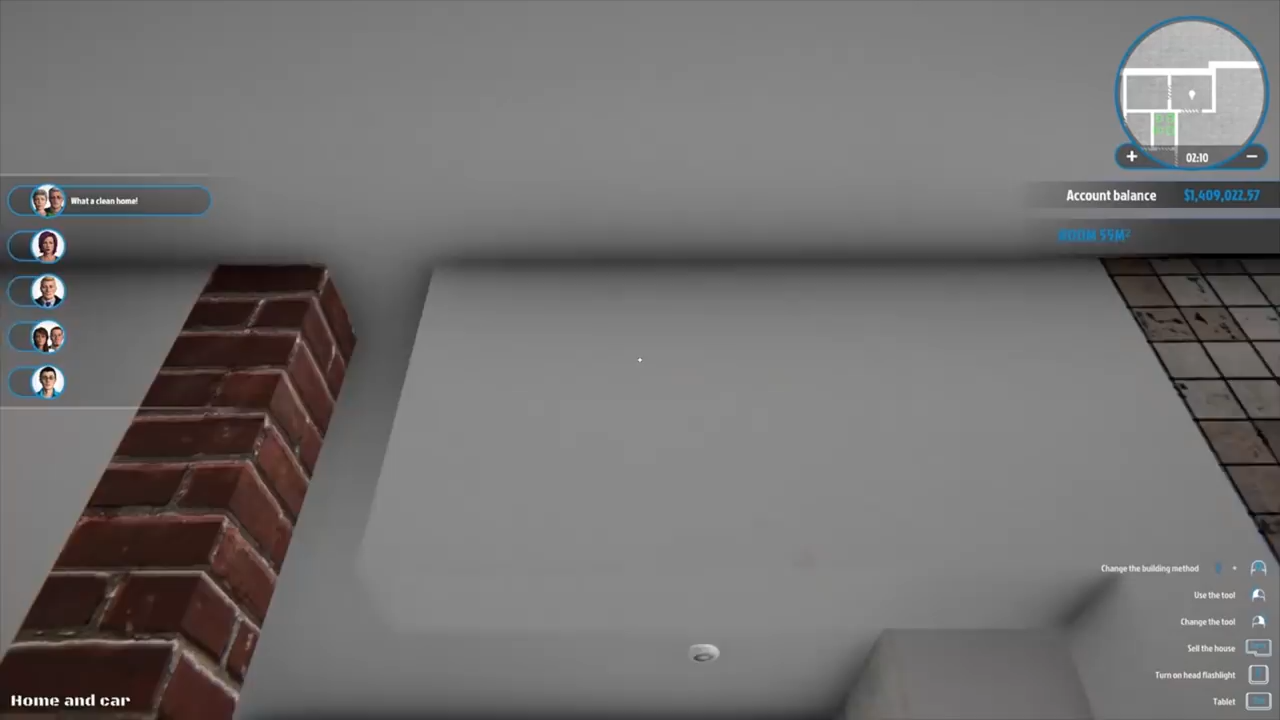 02:10
Account balance $1,409,022.57
ROOM 55M²
What a clean home!
Change the building method
Use the tool
Change the tool
Sell the house
Turn on head flashlight
Tablet
Home and car